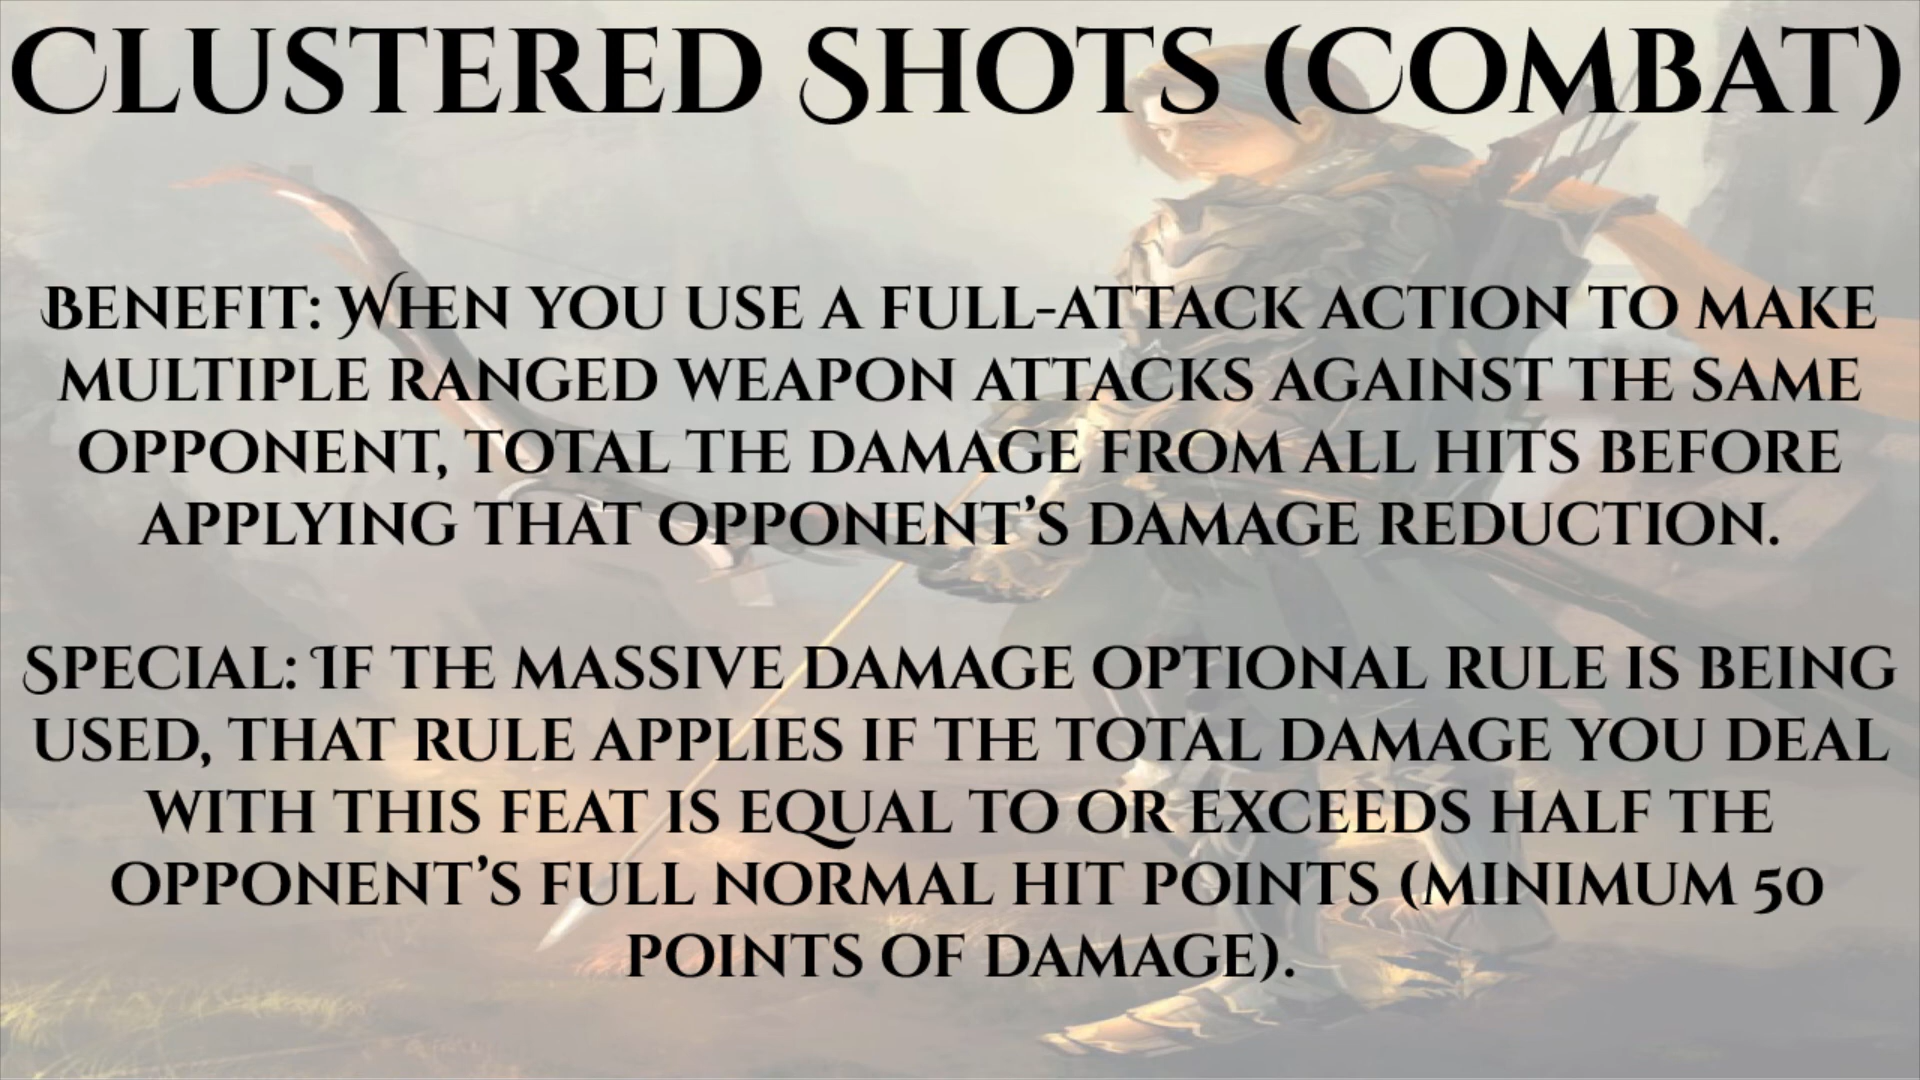 Clustered Shots (Combat)
Benefit: When you use a full-attack action to make
multiple ranged weapon attacks against the same
opponent, total the damage from all hits before
applying that opponent’s damage reduction.
Special: If the massive damage optional rule is being
used, that rule applies if the total damage you deal
with this feat is equal to or exceeds half the
opponent’s full normal hit points (minimum 50
points of damage).